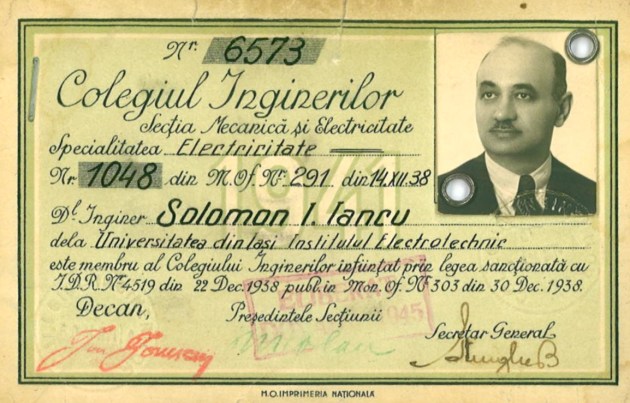 Nr. 6573
Colegiul Inginerilor
Secția Mecanică și Electricitate
Specialitatea Electricitate
Nr. 1048 din M. Of. Nr. 291 din 14.XII.38
Dl. Inginer Solomon I. Iancu
dela Universitatea din Iași Institutul Electrotechnic
este membru al Colegiului Inginerilor înființat prin legea sancționată cu
I.D.R. Nr 4519 din 22 Dec. 1938 public. în Mon. Of. Nr 303 din 30 Dec. 1938.
Decan,
Președintele Secțiunii
Secretar General
1941
M.O. IMPRIMERIA NAȚIONALĂ